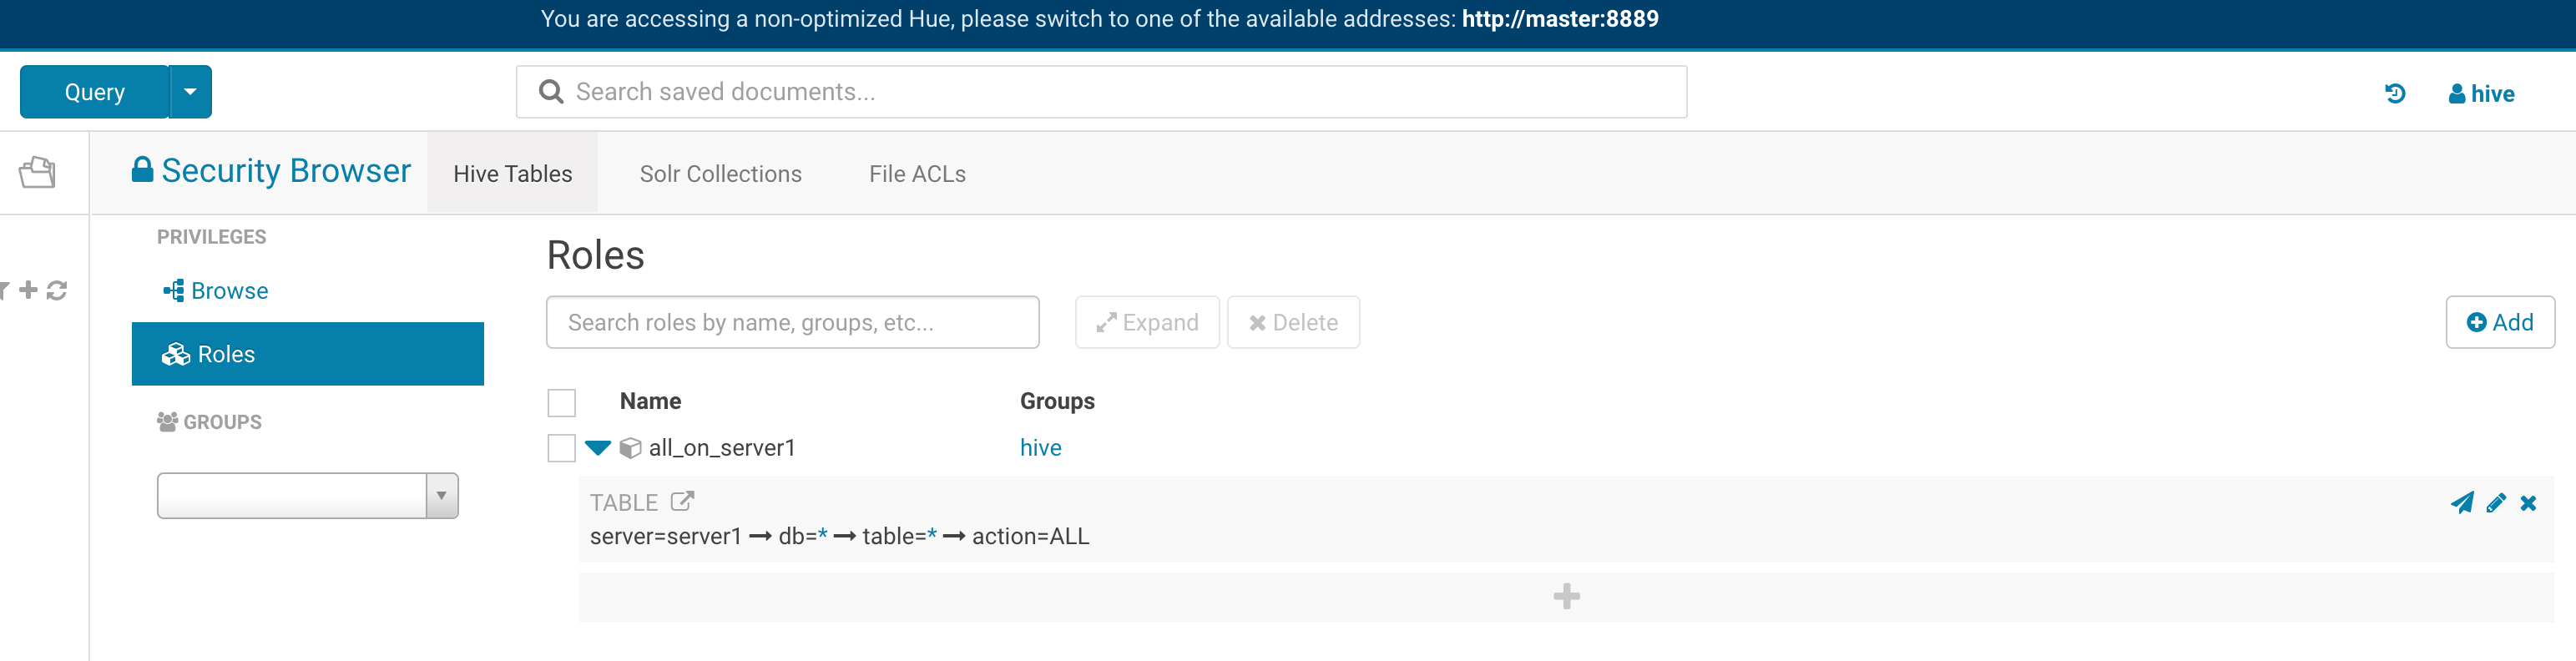 You are accessing a non-optimized Hue, please switch to one of the available addresses: http://master:8889
Query
Search saved documents...
hive
Security Browser
Hive Tables
Solr Collections
File ACLs
PRIVILEGES
Browse
Roles
GROUPS
Roles
Search roles by name, groups, etc...
Expand
Delete
Add
Name Groups
all_on_server1 hive
TABLE
server=server1 → db=* → table=* → action=ALL